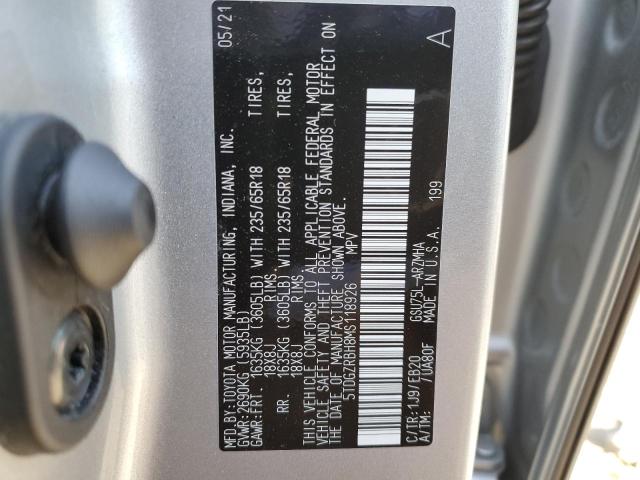 MFD.BY:TOYOTA MOTOR MANUFACTURING, INDIANA, INC. 05/21
GVWR:2690KG (5935LB)
GAWR:FRT. 1635KG (3605LB) WITH 235/65R18 TIRES,
18X8J RIMS.
RR. 1635KG (3605LB) WITH 235/65R18 TIRES,
18X8J RIMS.
THIS VEHICLE CONFORMS TO ALL APPLICABLE FEDERAL MOTOR
VEHICLE SAFETY AND THEFT PREVENTION STANDARDS IN EFFECT ON
THE DATE OF MANUFACTURE SHOWN ABOVE.
5TDGZRBH8MS118926 MPV
C/TR:1J9/EB20 GSU75L-ARZMHA
A/TM: /UA80F MADE IN U.S.A. 199
A